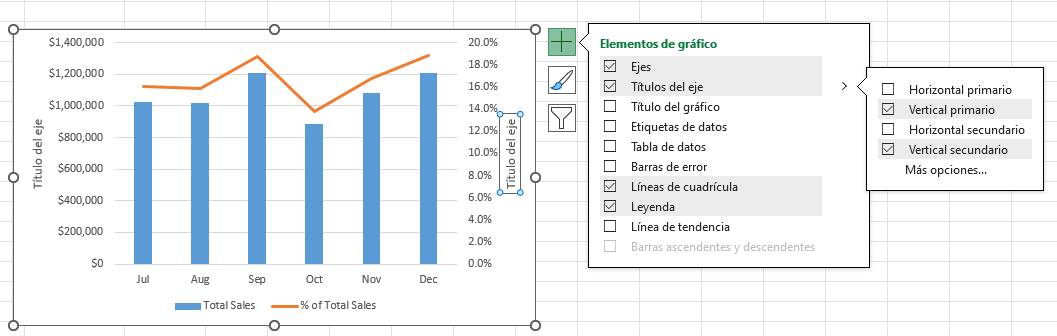 $1,400,000
$1,200,000
$1,000,000
$800,000
$600,000
$400,000
$200,000
$0
Título del eje
20.0%
18.0%
16.0%
14.0%
12.0%
10.0%
8.0%
6.0%
4.0%
2.0%
0.0%
Título del eje
Jul Aug Sep Oct Nov Dec
Total Sales % of Total Sales
Elementos de gráfico
Ejes
Títulos del eje
Título del gráfico
Etiquetas de datos
Tabla de datos
Barras de error
Líneas de cuadrícula
Leyenda
Línea de tendencia
Barras ascendentes y descendentes
Horizontal primario
Vertical primario
Horizontal secundario
Vertical secundario
Más opciones...